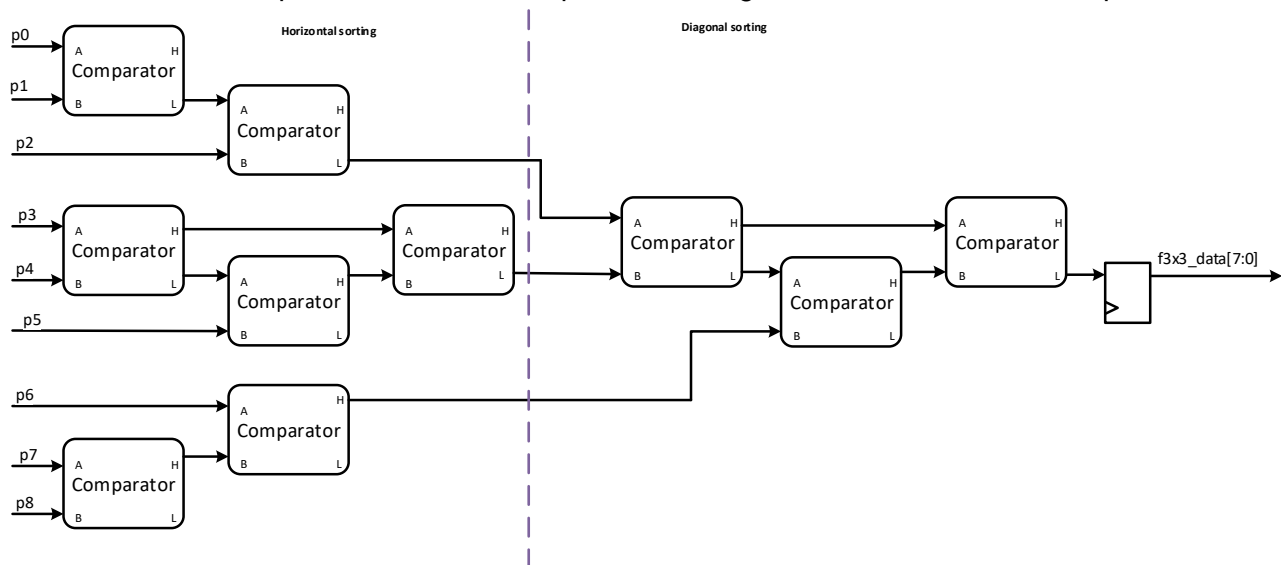 Horizontal sorting
Diagonal sorting
p0
A H
Comparator
p1
B L
A H
Comparator
p2
B L
p3
A H
Comparator
p4
B L
A H
Comparator
p5
B L
A H
Comparator
B L
p6
A H
Comparator
B L
p7
A H
Comparator
p8
B L
A H
Comparator
B L
A H
Comparator
B L
A H
Comparator
B L
f3x3_data[7:0]